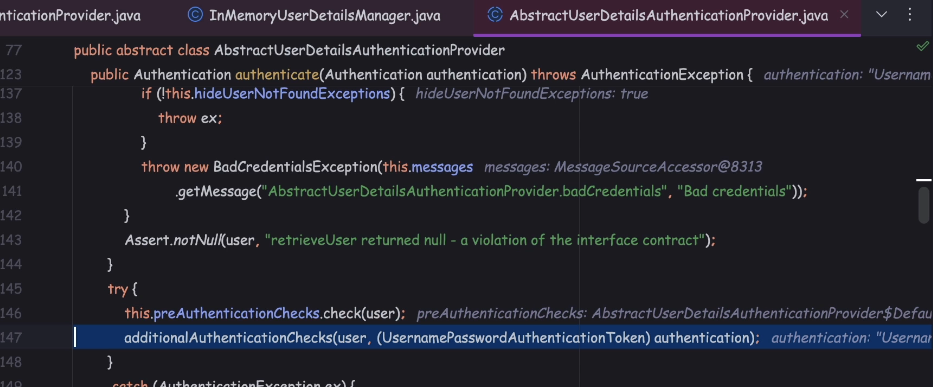 nticationProvider.java InMemoryUserDetailsManager.java AbstractUserDetailsAuthenticationProvider.java
77 public abstract class AbstractUserDetailsAuthenticationProvider
123 public Authentication authenticate(Authentication authentication) throws AuthenticationException { authentication: "Usernam
137 if (!this.hideUserNotFoundExceptions) { hideUserNotFoundExceptions: true
138 throw ex;
139 }
140 throw new BadCredentialsException(this.messages messages: MessageSourceAccessor@8313
141 .getMessage("AbstractUserDetailsAuthenticationProvider.badCredentials", "Bad credentials"));
142 }
143 Assert.notNull(user, "retrieveUser returned null - a violation of the interface contract");
144 }
145 try {
146 this.preAuthenticationChecks.check(user); preAuthenticationChecks: AbstractUserDetailsAuthenticationProvider$Defau
147 additionalAuthenticationChecks(user, (UsernamePasswordAuthenticationToken) authentication); authentication: "Userna
148 }
149 catch (AuthenticationException ex) {